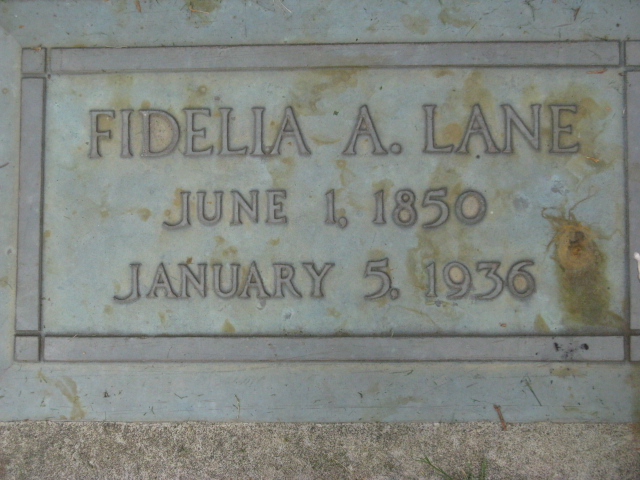 FIDELIA A. LANE
JUNE 1, 1850
JANUARY 5, 1936